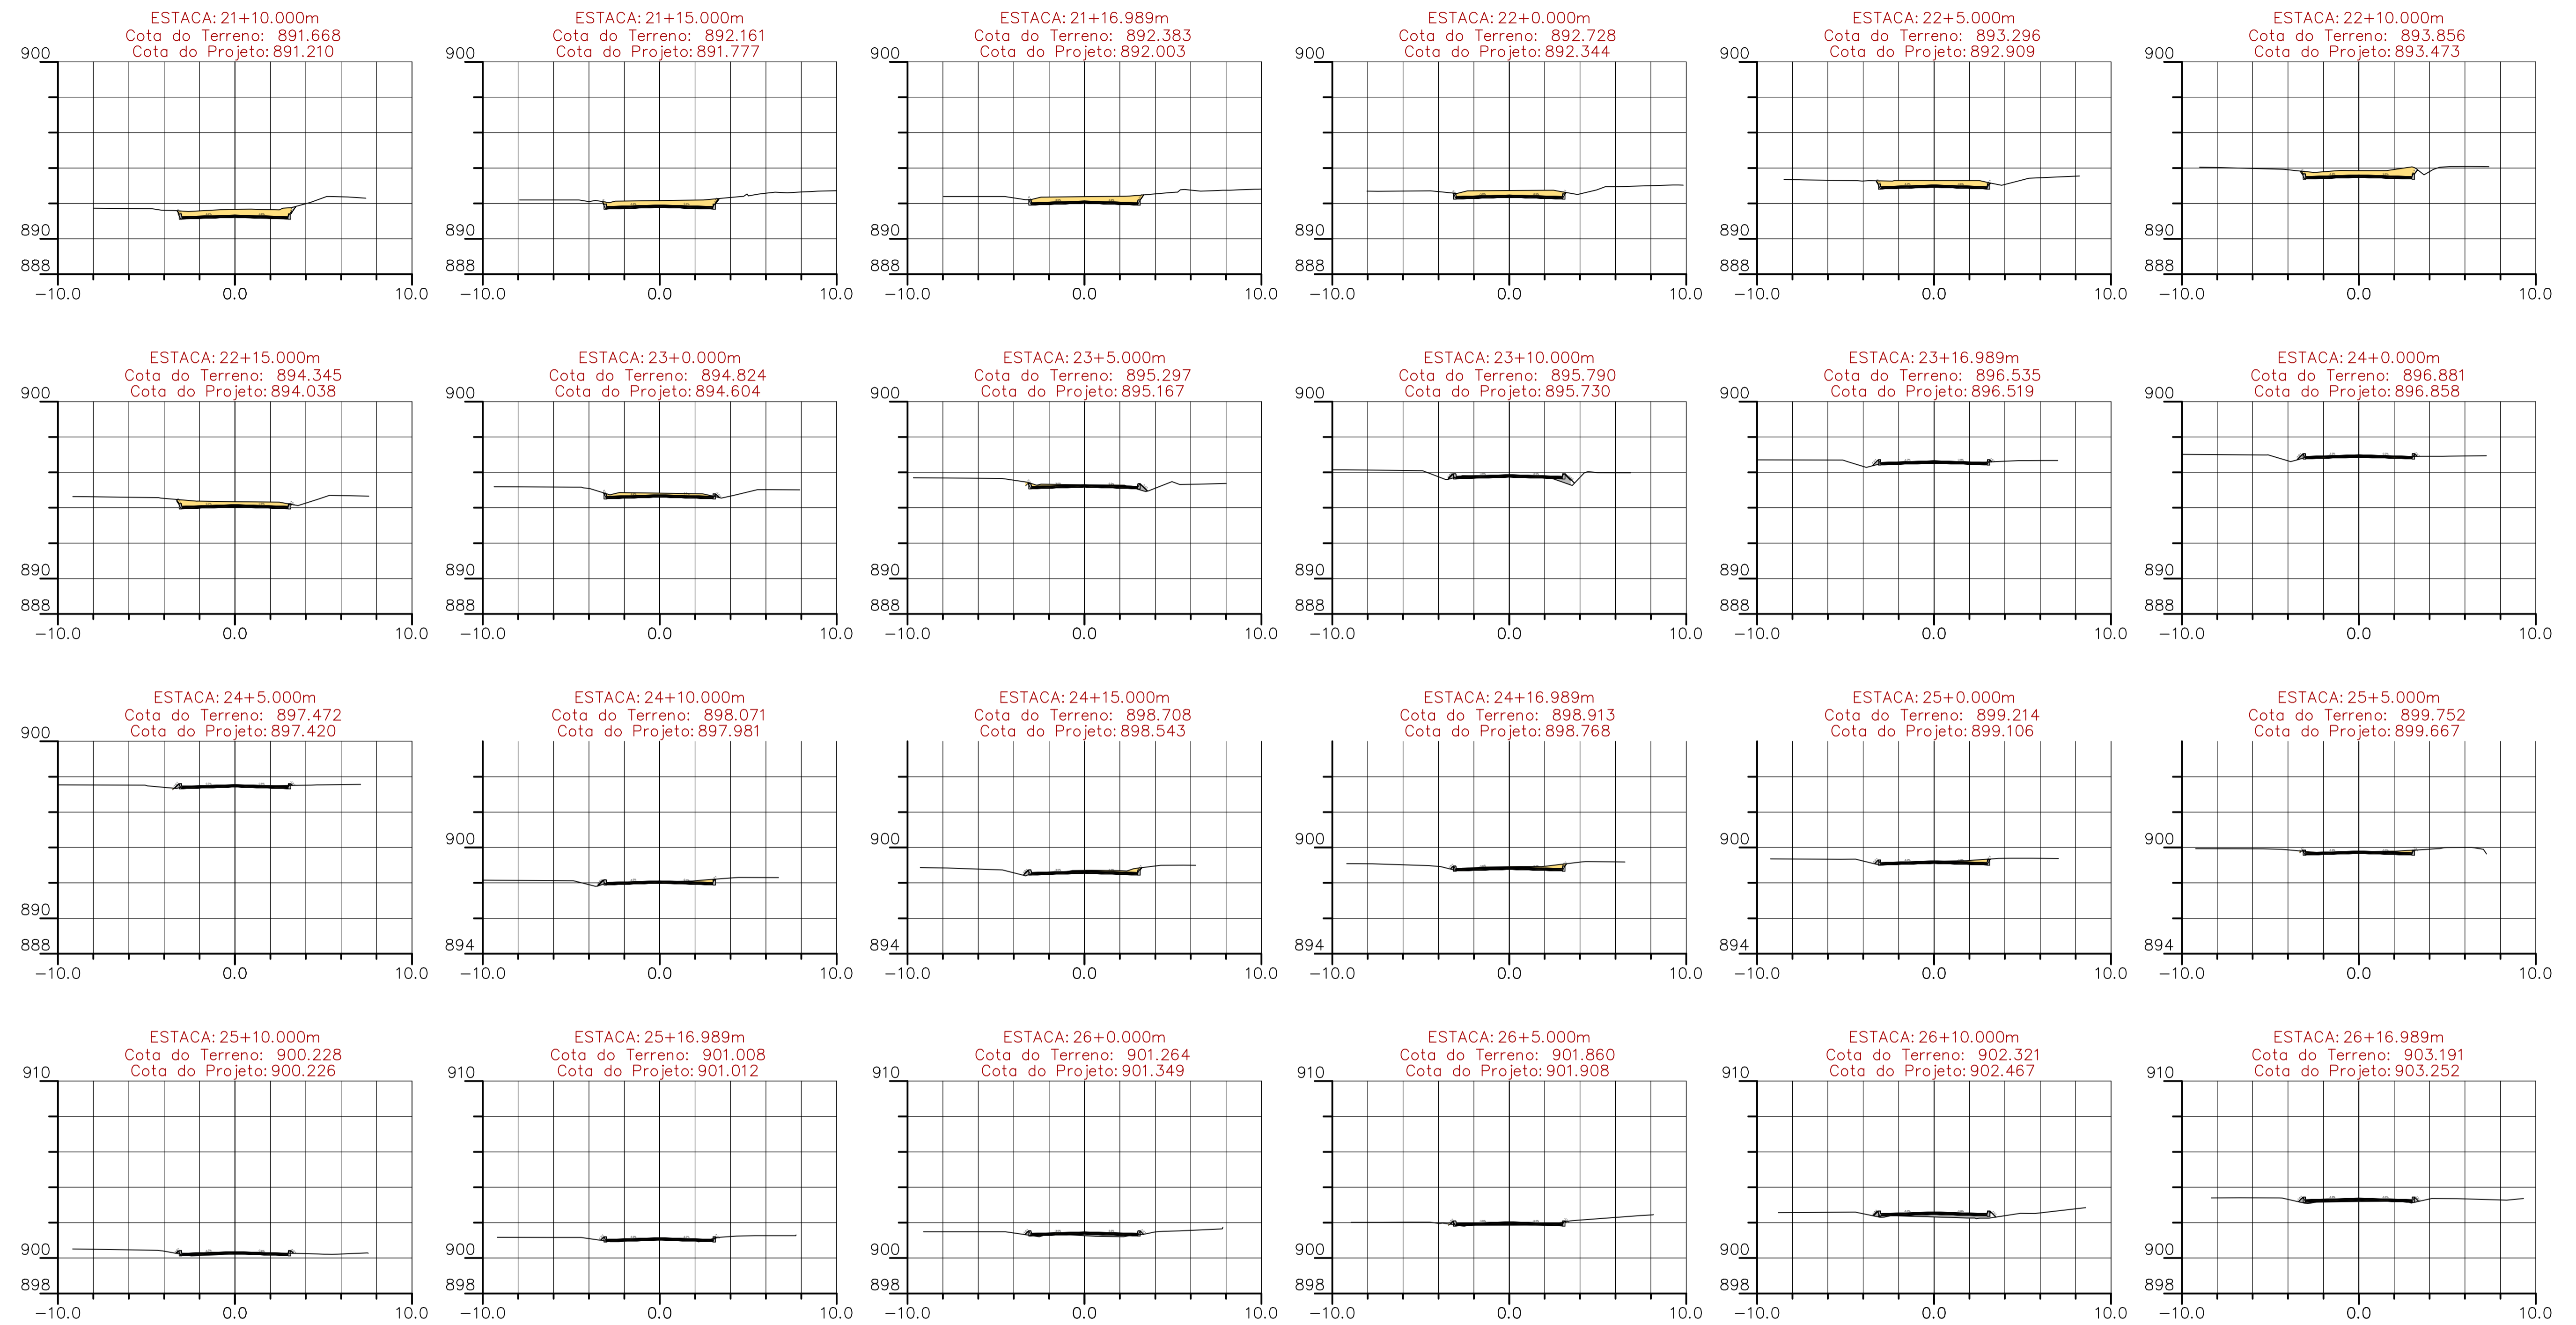 ESTACA: 21+10.000m
Cota do Terreno: 891.668
Cota do Projeto: 891.210
900
890
888
-10.0 0.0 10.0
ESTACA: 21+15.000m
Cota do Terreno: 892.161
Cota do Projeto: 891.777
900
890
888
-10.0 0.0 10.0
ESTACA: 21+16.989m
Cota do Terreno: 892.383
Cota do Projeto: 892.003
900
890
888
-10.0 0.0 10.0
ESTACA: 22+0.000m
Cota do Terreno: 892.728
Cota do Projeto: 892.344
900
890
888
-10.0 0.0 10.0
ESTACA: 22+5.000m
Cota do Terreno: 893.296
Cota do Projeto: 892.909
900
890
888
-10.0 0.0 10.0
ESTACA: 22+10.000m
Cota do Terreno: 893.856
Cota do Projeto: 893.473
900
890
888
-10.0 0.0 10.0
ESTACA: 22+15.000m
Cota do Terreno: 894.345
Cota do Projeto: 894.038
900
890
888
-10.0 0.0 10.0
ESTACA: 23+0.000m
Cota do Terreno: 894.824
Cota do Projeto: 894.604
900
890
888
-10.0 0.0 10.0
ESTACA: 23+5.000m
Cota do Terreno: 895.297
Cota do Projeto: 895.167
900
890
888
-10.0 0.0 10.0
ESTACA: 23+10.000m
Cota do Terreno: 895.790
Cota do Projeto: 895.730
900
890
888
-10.0 0.0 10.0
ESTACA: 23+16.989m
Cota do Terreno: 896.535
Cota do Projeto: 896.519
900
890
888
-10.0 0.0 10.0
ESTACA: 24+0.000m
Cota do Terreno: 896.881
Cota do Projeto: 896.858
900
890
888
-10.0 0.0 10.0
ESTACA: 24+5.000m
Cota do Terreno: 897.472
Cota do Projeto: 897.420
900
890
888
-10.0 0.0 10.0
ESTACA: 24+10.000m
Cota do Terreno: 898.071
Cota do Projeto: 897.981
900
894
-10.0 0.0 10.0
ESTACA: 24+15.000m
Cota do Terreno: 898.708
Cota do Projeto: 898.543
900
894
-10.0 0.0 10.0
ESTACA: 24+16.989m
Cota do Terreno: 898.913
Cota do Projeto: 898.768
900
894
-10.0 0.0 10.0
ESTACA: 25+0.000m
Cota do Terreno: 899.214
Cota do Projeto: 899.106
900
894
-10.0 0.0 10.0
ESTACA: 25+5.000m
Cota do Terreno: 899.752
Cota do Projeto: 899.667
900
894
-10.0 0.0 10.0
ESTACA: 25+10.000m
Cota do Terreno: 900.228
Cota do Projeto: 900.226
910
900
898
-10.0 0.0 10.0
ESTACA: 25+16.989m
Cota do Terreno: 901.008
Cota do Projeto: 901.012
910
900
898
-10.0 0.0 10.0
ESTACA: 26+0.000m
Cota do Terreno: 901.264
Cota do Projeto: 901.349
910
900
898
-10.0 0.0 10.0
ESTACA: 26+5.000m
Cota do Terreno: 901.860
Cota do Projeto: 901.908
910
900
898
-10.0 0.0 10.0
ESTACA: 26+10.000m
Cota do Terreno: 902.321
Cota do Projeto: 902.467
910
900
898
-10.0 0.0 10.0
ESTACA: 26+16.989m
Cota do Terreno: 903.191
Cota do Projeto: 903.252
910
900
898
-10.0 0.0 10.0